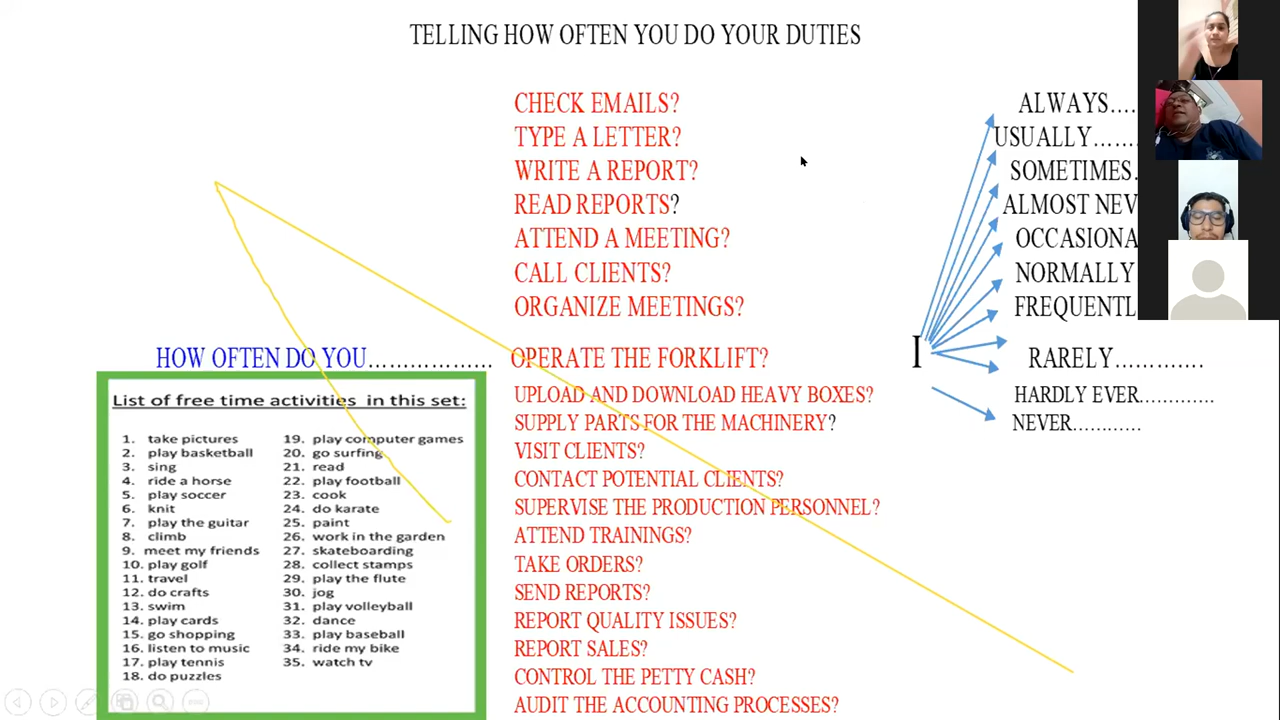 TELLING HOW OFTEN YOU DO YOUR DUTIES
CHECK EMAILS?
TYPE A LETTER?
WRITE A REPORT?
READ REPORTS?
ATTEND A MEETING?
CALL CLIENTS?
ORGANIZE MEETINGS?
HOW OFTEN DO YOU……………… OPERATE THE FORKLIFT?
UPLOAD AND DOWNLOAD HEAVY BOXES?
SUPPLY PARTS FOR THE MACHINERY?
VISIT CLIENTS?
CONTACT POTENTIAL CLIENTS?
SUPERVISE THE PRODUCTION PERSONNEL?
ATTEND TRAININGS?
TAKE ORDERS?
SEND REPORTS?
REPORT QUALITY ISSUES?
REPORT SALES?
CONTROL THE PETTY CASH?
AUDIT THE ACCOUNTING PROCESSES?
I
ALWAYS….
USUALLY…….
SOMETIMES.
ALMOST NEV
OCCASIONA
NORMALLY
FREQUENTL
RARELY………….
HARDLY EVER…………
NEVER…………
List of free time activities in this set:
1. take pictures
2. play basketball
3. sing
4. ride a horse
5. play soccer
6. knit
7. play the guitar
8. climb
9. meet my friends
10. play golf
11. travel
12. do crafts
13. swim
14. play cards
15. go shopping
16. listen to music
17. play tennis
18. do puzzles
19. play computer games
20. go surfing
21. read
22. play football
23. cook
24. do karate
25. paint
26. work in the garden
27. skateboarding
28. collect stamps
29. play the flute
30. jog
31. play volleyball
32. dance
33. play baseball
34. ride my bike
35. watch tv